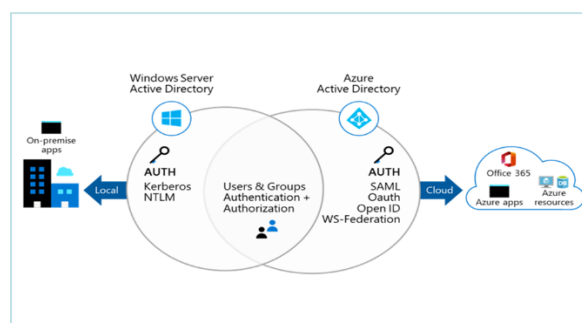 Windows Server
Active Directory
Azure
Active Directory
On-premise
apps
Local
AUTH
Kerberos
NTLM
Users & Groups
Authentication +
Authorization
AUTH
SAML
Oauth
Open ID
WS-Federation
Cloud
Office 365
Azure apps
Azure
resources